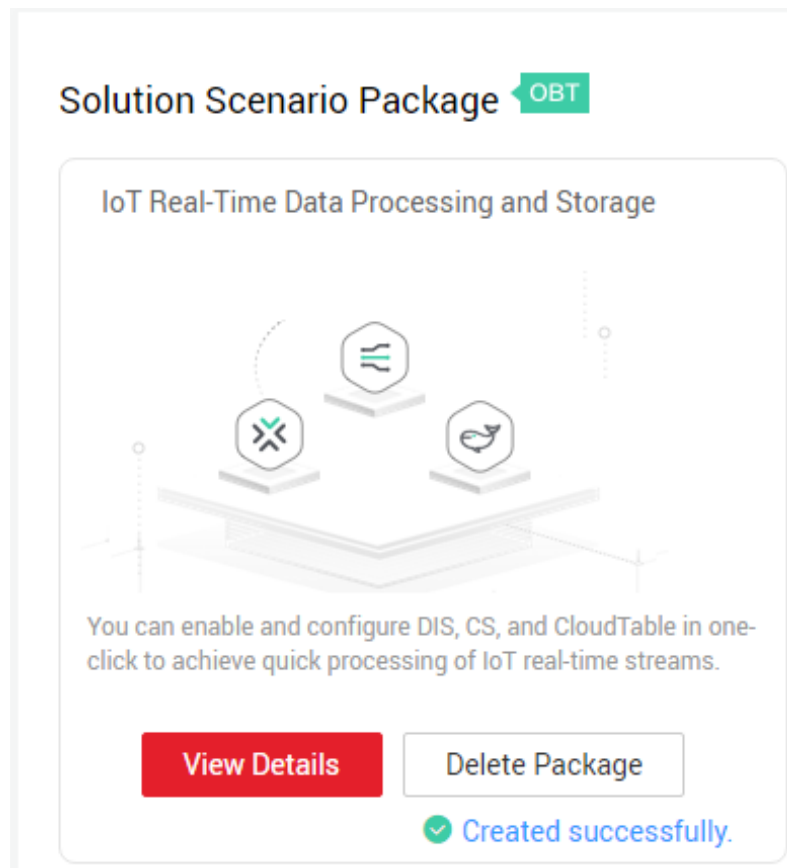 Solution Scenario Package OBT
IoT Real-Time Data Processing and Storage
You can enable and configure DIS, CS, and CloudTable in one-
click to achieve quick processing of IoT real-time streams.
View Details Delete Package
Created successfully.